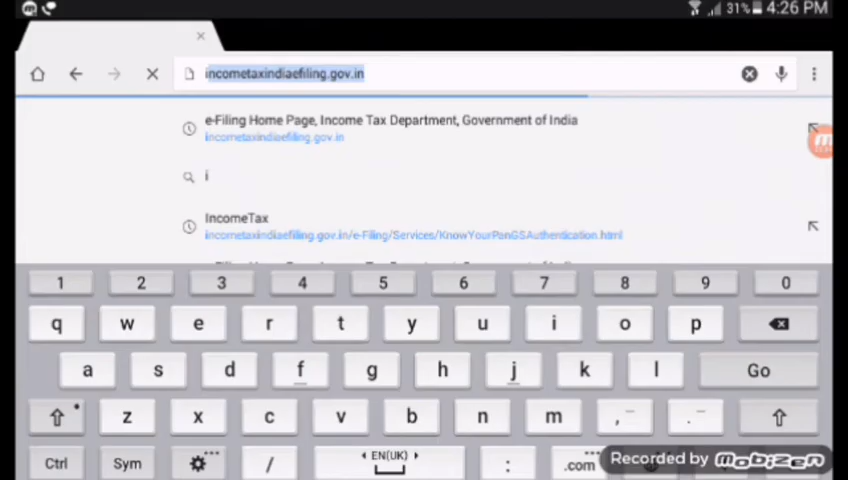 31% 4:26 PM
incometaxindiaefiling.gov.in
e-Filing Home Page, Income Tax Department, Government of India
incometaxindiaefiling.gov.in
i
IncomeTax
incometaxindiaefiling.gov.in/e-Filing/Services/KnowYourPanGSAuthentication.html
1 2 3 4 5 6 7 8 9 0
q w e r t y u i o p
a s d f g h j k l Go
z x c v b n m , .
Ctrl Sym / EN(UK) : .com
Recorded by mobizen